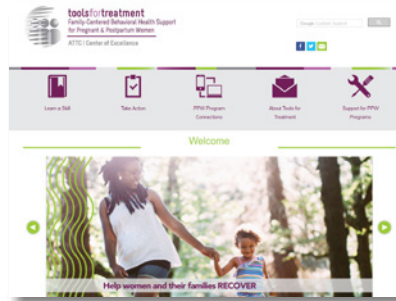 toolsfortreatment
Family-Centered Behavioral Health Support
for Pregnant & Postpartum Women
ATTC | Center of Excellence
Learn a Skill
Take Action
PPW Program
Connections
About Tools for
Treatment
Support for PPW
Programs
Welcome
Help women and their families RECOVER